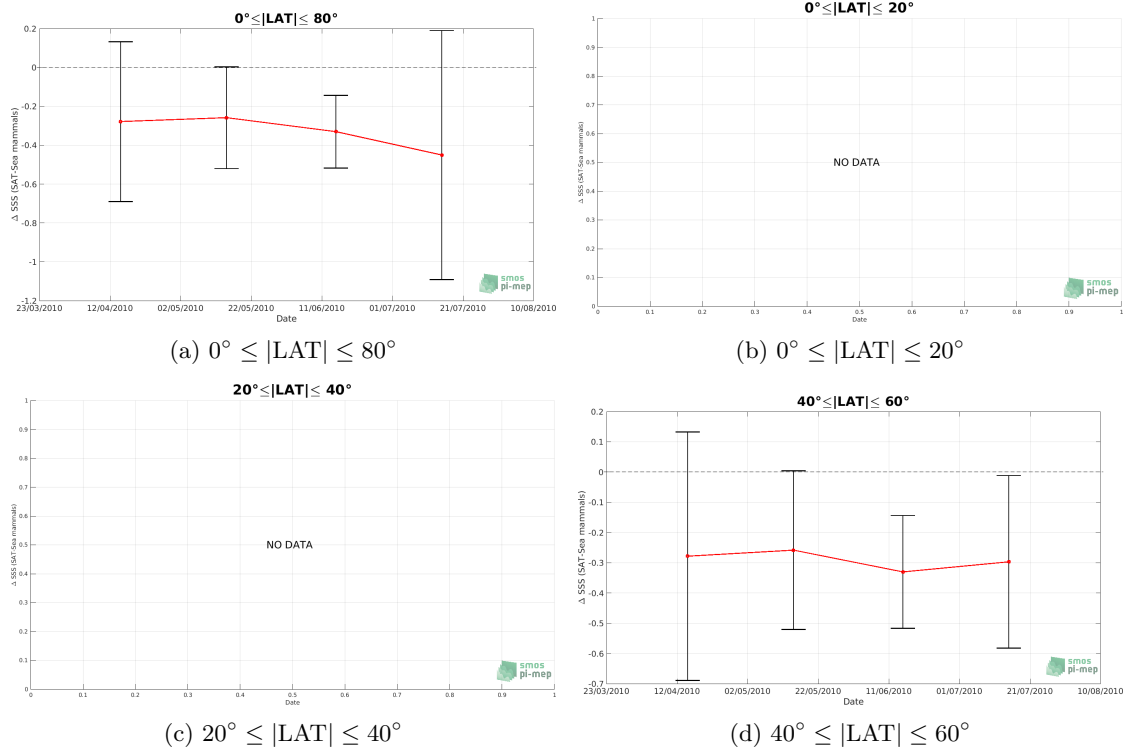 0°≤|LAT|≤ 80°
Δ SSS (SAT-Sea mammals)
0.2
0
-0.2
-0.4
-0.6
-0.8
-1
-1.2
23/03/2010 12/04/2010 02/05/2010 22/05/2010 11/06/2010 01/07/2010 21/07/2010 10/08/2010
Date
smos
pi-mep
(a) 0° ≤ |LAT| ≤ 80°
0°≤|LAT|≤ 20°
Δ SSS (SAT-Sea mammals)
1
0.9
0.8
0.7
0.6
0.5
0.4
0.3
0.2
0.1
0
NO DATA
0 0.1 0.2 0.3 0.4 0.5 0.6 0.7 0.8 0.9 1
Date
smos
pi-mep
(b) 0° ≤ |LAT| ≤ 20°
20°≤|LAT|≤ 40°
Δ SSS (SAT-Sea mammals)
1
0.9
0.8
0.7
0.6
0.5
0.4
0.3
0.2
0.1
0
NO DATA
0 0.1 0.2 0.3 0.4 0.5 0.6 0.7 0.8 0.9 1
Date
smos
pi-mep
(c) 20° ≤ |LAT| ≤ 40°
40°≤|LAT|≤ 60°
Δ SSS (SAT-Sea mammals)
0.2
0.1
0
-0.1
-0.2
-0.3
-0.4
-0.5
-0.6
-0.7
23/03/2010 12/04/2010 02/05/2010 22/05/2010 11/06/2010 01/07/2010 21/07/2010 10/08/2010
Date
smos
pi-mep
(d) 40° ≤ |LAT| ≤ 60°